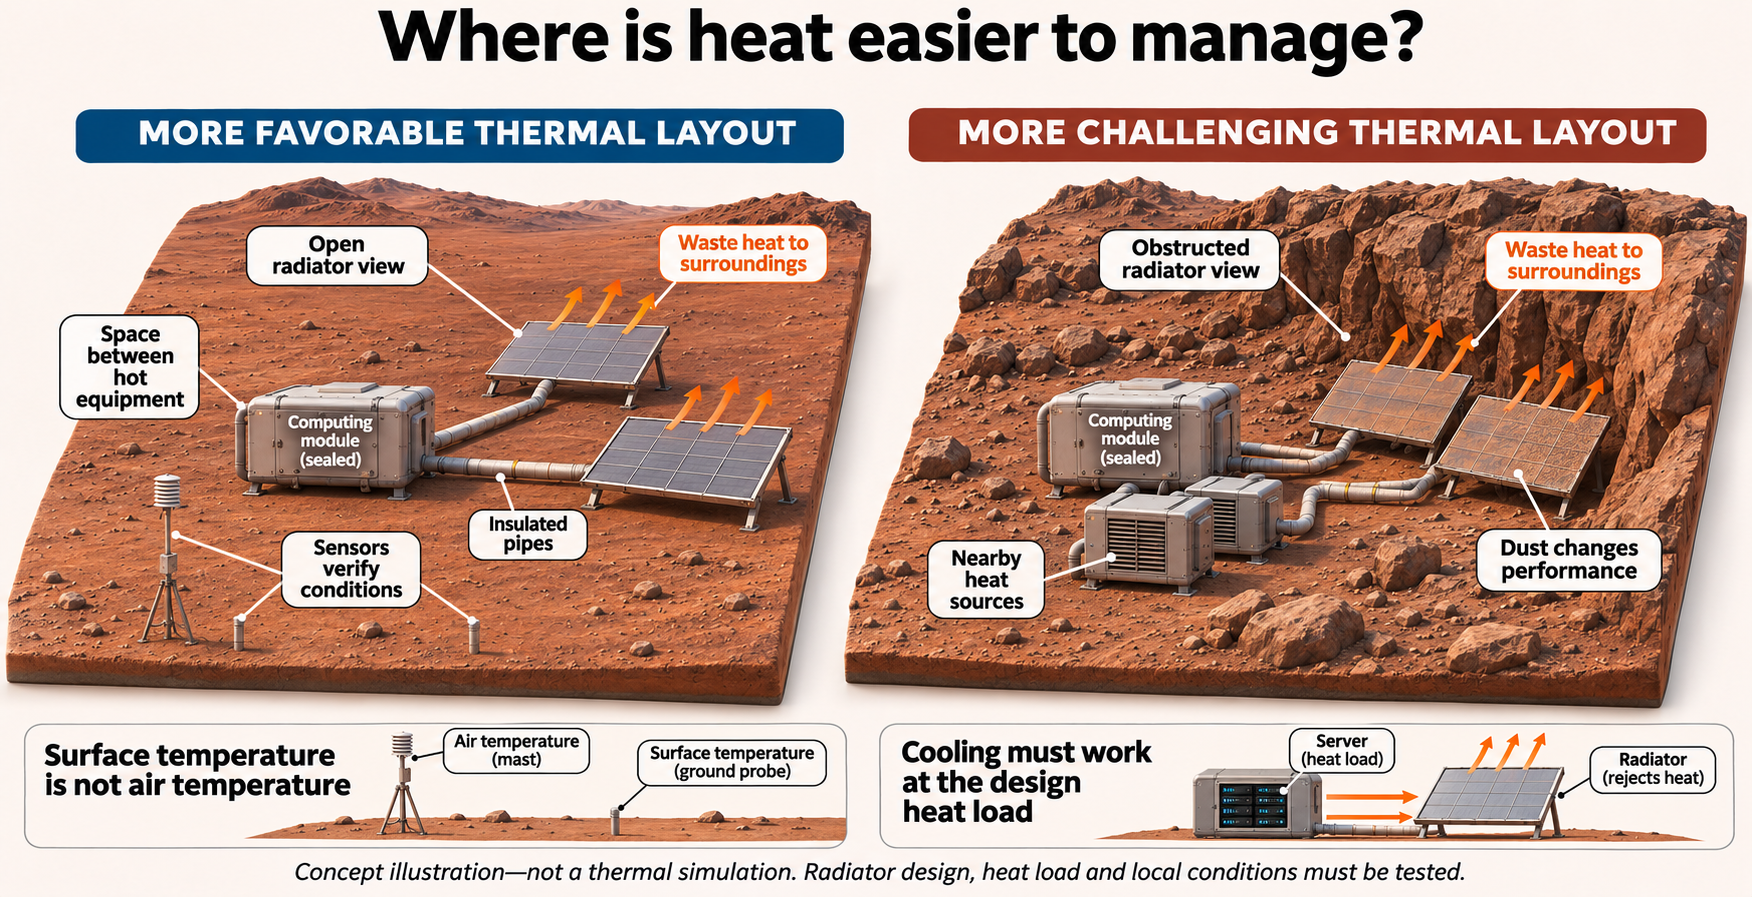 Where is heat easier to manage?
MORE FAVORABLE THERMAL LAYOUT
Open
radiator view
Waste heat to
surroundings
Space
between
hot
equipment
Computing
module
(sealed)
Insulated
pipes
Sensors
verify
conditions
MORE CHALLENGING THERMAL LAYOUT
Obstructed
radiator view
Waste heat to
surroundings
Computing
module
(sealed)
Nearby
heat
sources
Dust changes
performance
Surface temperature
is not air temperature
Air temperature
(mast)
Surface temperature
(ground probe)
Cooling must work
at the design
heat load
Server
(heat load)
Radiator
(rejects heat)
Concept illustration—not a thermal simulation. Radiator design, heat load and local conditions must be tested.